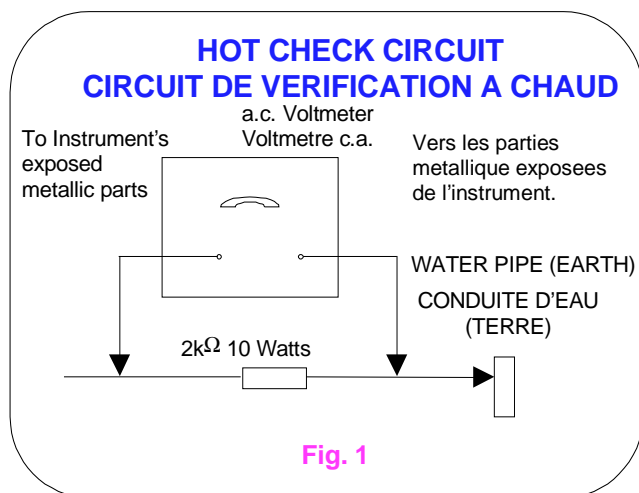 HOT CHECK CIRCUIT
CIRCUIT DE VERIFICATION A CHAUD
a.c. Voltmeter
Voltmetre c.a.
To Instrument's
exposed
metallic parts
Vers les parties
metallique exposees
de l'instrument.
WATER PIPE (EARTH)
CONDUITE D'EAU
(TERRE)
2kΩ 10 Watts
Fig. 1